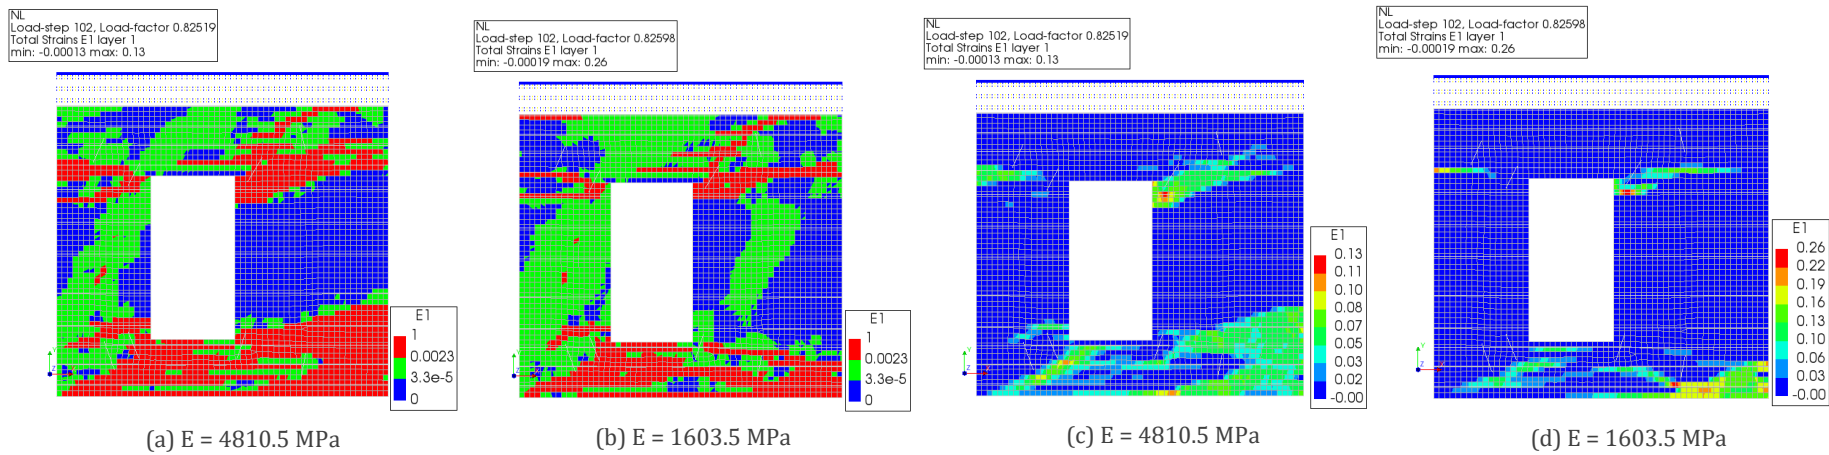 NL
Load-step 102, Load-factor 0.82519
Total Strains E1 layer 1
min: -0.00013 max: 0.13
E1
1
0.0023
3.3e-5
0
Y
Z
(a) E = 4810.5 MPa
NL
Load-step 102, Load-factor 0.82598
Total Strains E1 layer 1
min: -0.00019 max: 0.26
E1
1
0.0023
3.3e-5
0
Y
Z
(b) E = 1603.5 MPa
NL
Load-step 102, Load-factor 0.82519
Total Strains E1 layer 1
min: -0.00013 max: 0.13
E1
0.13
0.11
0.10
0.08
0.07
0.05
0.03
0.02
-0.00
Y
Z
(c) E = 4810.5 MPa
NL
Load-step 102, Load-factor 0.82598
Total Strains E1 layer 1
min: -0.00019 max: 0.26
E1
0.26
0.22
0.19
0.16
0.13
0.10
0.06
0.03
-0.00
Y
Z
(d) E = 1603.5 MPa